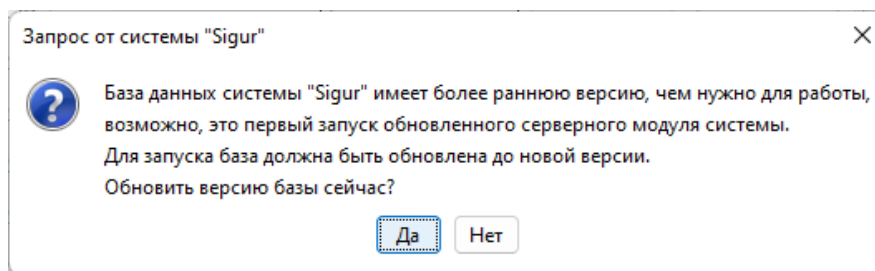 Запрос от системы "Sigur"
База данных системы "Sigur" имеет более раннюю версию, чем нужно для работы,
возможно, это первый запуск обновленного серверного модуля системы.
Для запуска база должна быть обновлена до новой версии.
Обновить версию базы сейчас?
Да Нет